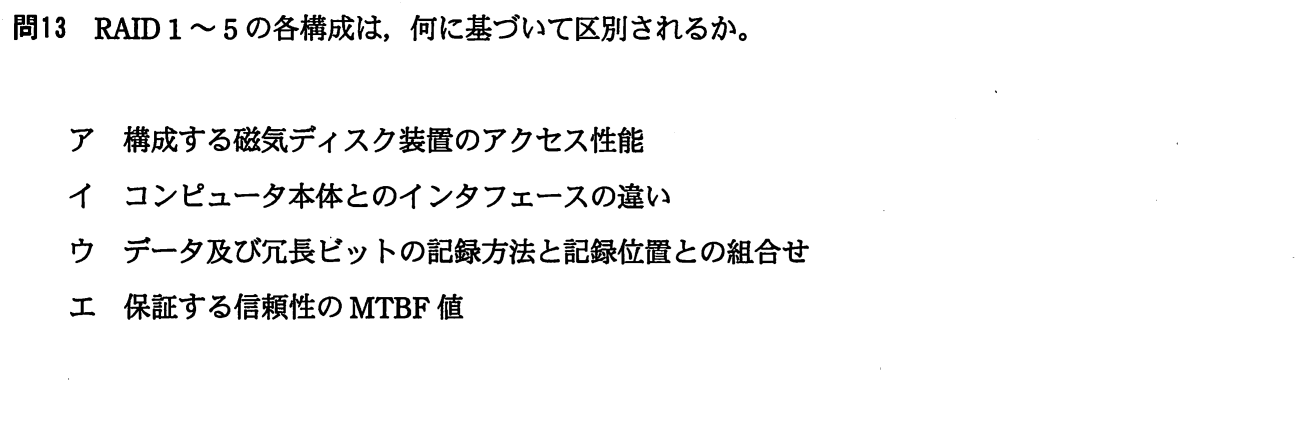 問13 RAID 1 ~ 5 の各構成は，何に基づいて区別されるか。
ア 構成する磁気ディスク装置のアクセス性能
イ コンピュータ本体とのインタフェースの違い
ウ データ及び冗長ビットの記録方法と記録位置との組合せ
エ 保証する信頼性の MTBF 値